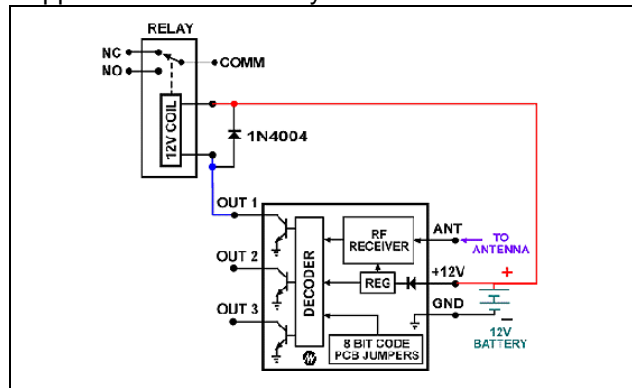 RELAY
NC
NO
COMM
12V COIL
1N4004
OUT 1
OUT 2
OUT 3
DECODER
RF
RECEIVER
REG
8 BIT CODE
PCB JUMPERS
ANT
TO
ANTENNA
+12V
GND
+
–
12V
BATTERY